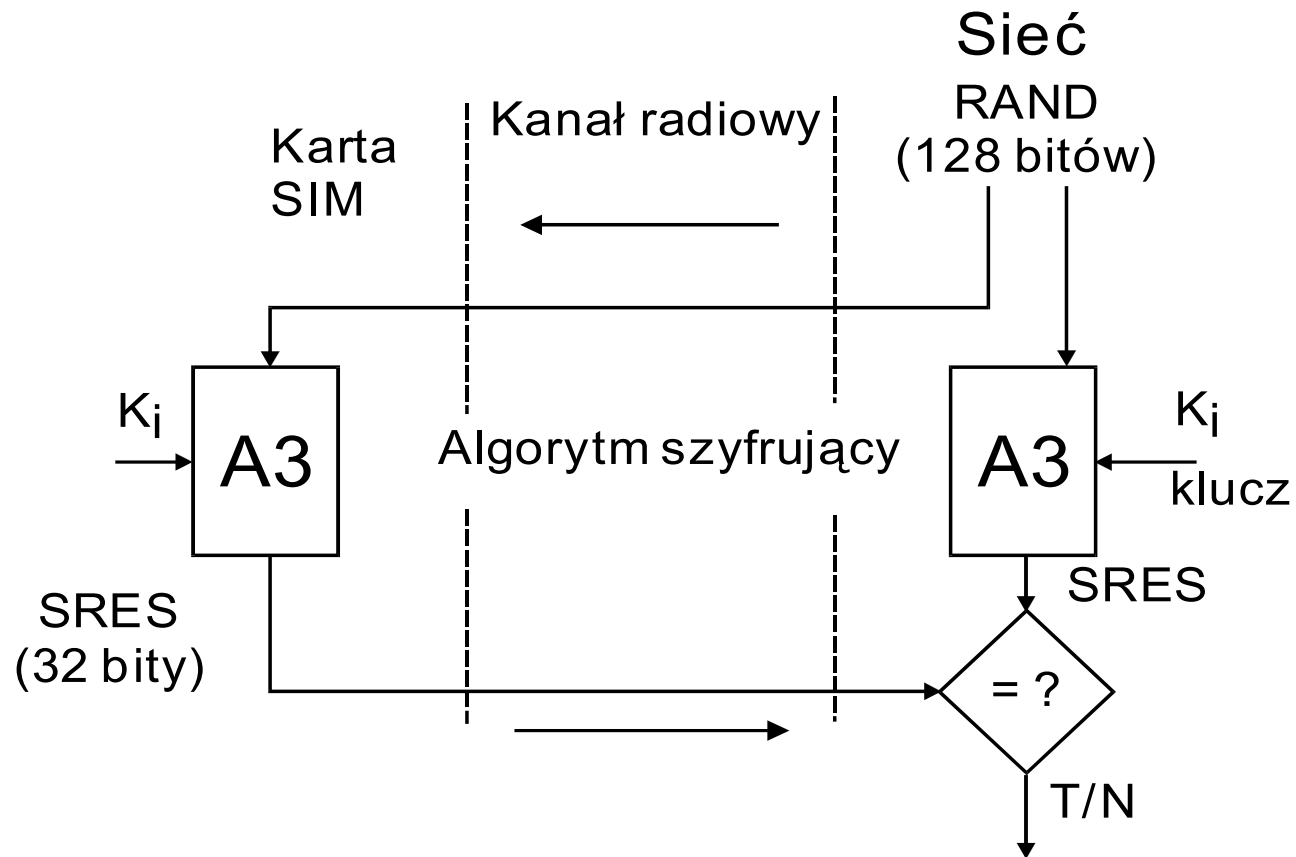 Sieć
RAND
(128 bitów)
Kanał radiowy
Karta
SIM
Ki
A3
Algorytm szyfrujący
A3
Ki
klucz
SRES
(32 bity)
SRES
= ?
T/N